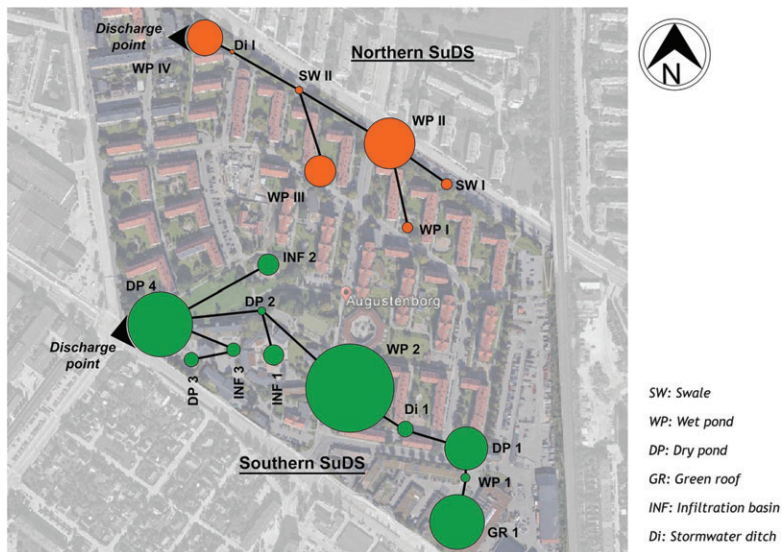 Discharge
point
Di I
Northern SuDS
N
WP IV
SW II
WP II
WP III
SW I
WP I
INF 2
DP 4
DP 2
Augustenborg
Discharge
point
DP 3
INF 3
INF 1
WP 2
Di 1
DP 1
Southern SuDS
WP 1
GR 1
SW: Swale
WP: Wet pond
DP: Dry pond
GR: Green roof
INF: Infiltration basin
Di: Stormwater ditch